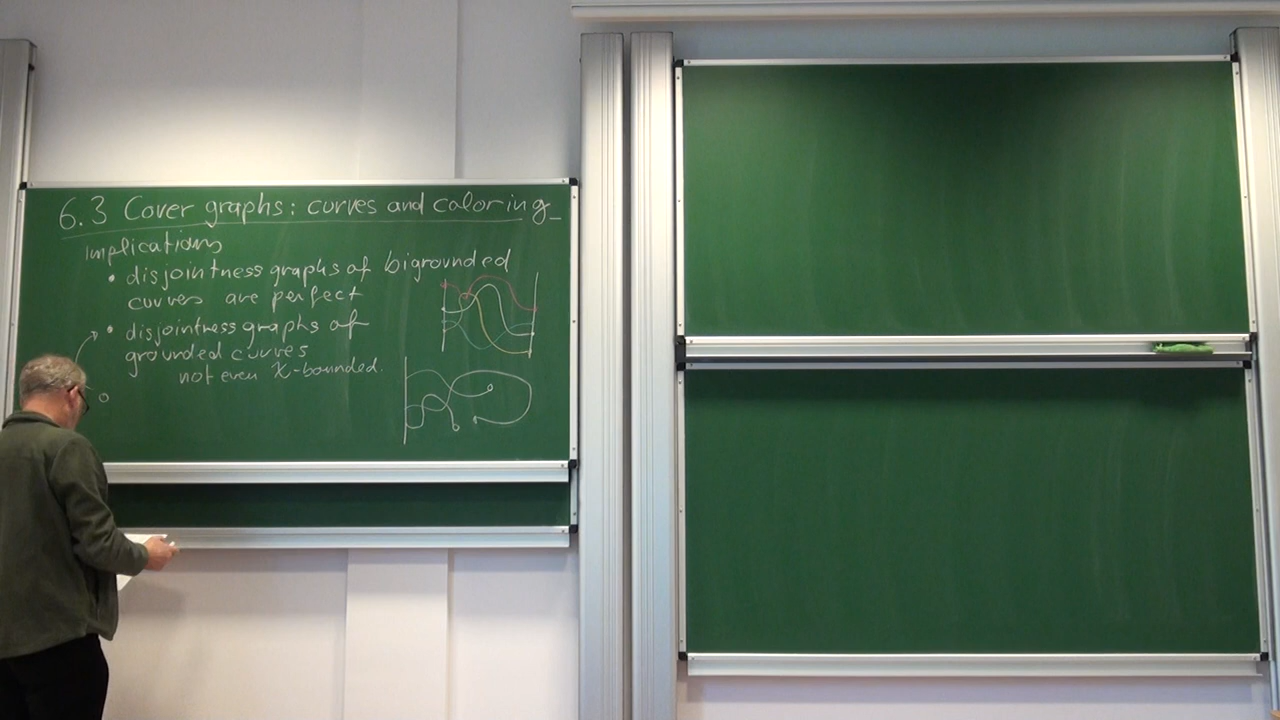 6.3 Cover graphs: curves and coloring
Implications
• disjointness graphs of bigrounded
curves are perfect
• disjointness graphs of
grounded curves
not even χ-bounded.